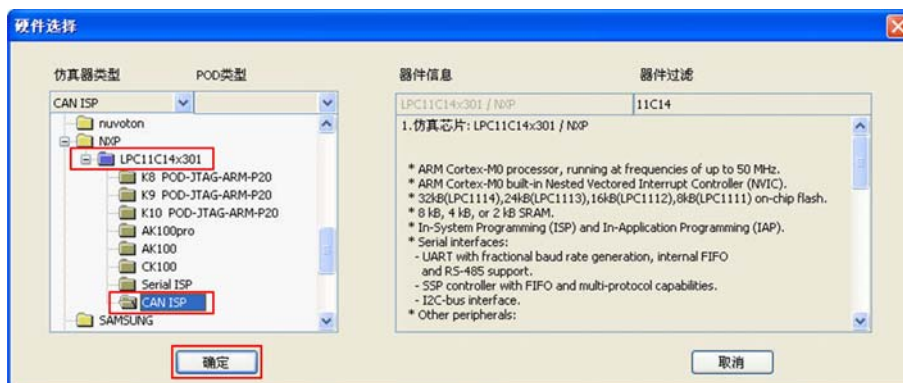 硬件选择
仿真器类型 POD类型 器件信息 器件过滤
CAN ISP LPC11C14x301 / NXP 11C14
nuvoton
NXP
LPC11C14x301
K8 POD-JTAG-ARM-P20
K9 POD-JTAG-ARM-P20
K10 POD-JTAG-ARM-P20
AK100pro
AK100
CK100
Serial ISP
CAN ISP
SAMSUNG
1.仿真芯片: LPC11C14x301 / NXP
* ARM Cortex-M0 processor, running at frequencies of up to 50 MHz.
* ARM Cortex-M0 built-in Nested Vectored Interrupt Controller (NVIC).
* 32kB(LPC1114),24kB(LPC1113),16kB(LPC1112),8kB(LPC1111) on-chip flash.
* 8 kB, 4 kB, or 2 kB SRAM.
* In-System Programming (ISP) and In-Application Programming (IAP).
* Serial interfaces:
- UART with fractional baud rate generation, internal FIFO
and RS-485 support.
- SSP controller with FIFO and multi-protocol capabilities.
- I2C-bus interface.
* Other peripherals:
确定 取消